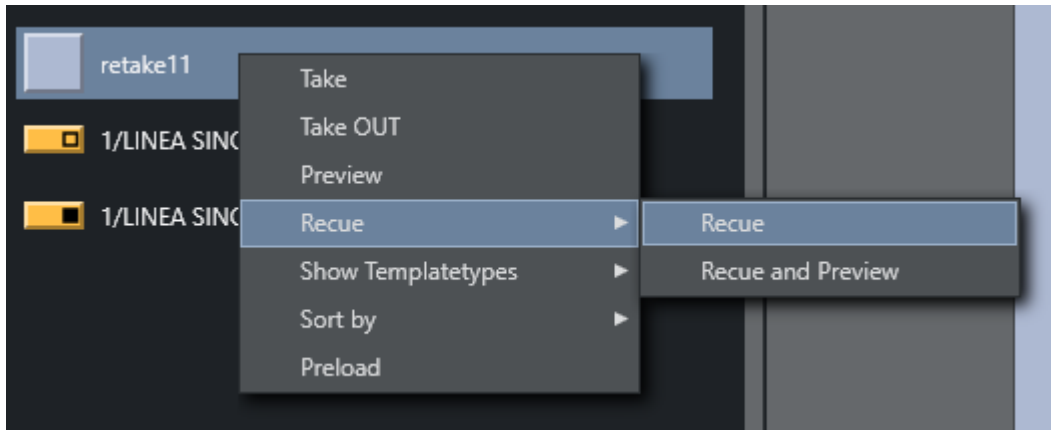 retake11
1/LINEA SINC
1/LINEA SINC
Take
Take OUT
Preview
Recue
Show Templatetypes
Sort by
Preload
Recue
Recue and Preview